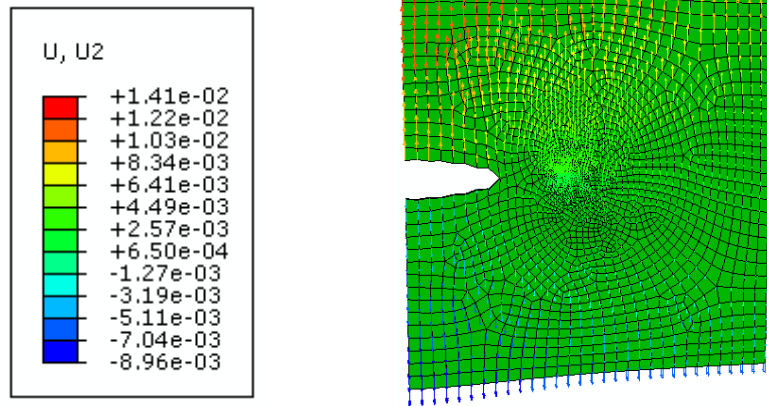 U, U2
+1.41e-02
+1.22e-02
+1.03e-02
+8.34e-03
+6.41e-03
+4.49e-03
+2.57e-03
+6.50e-04
-1.27e-03
-3.19e-03
-5.11e-03
-7.04e-03
-8.96e-03